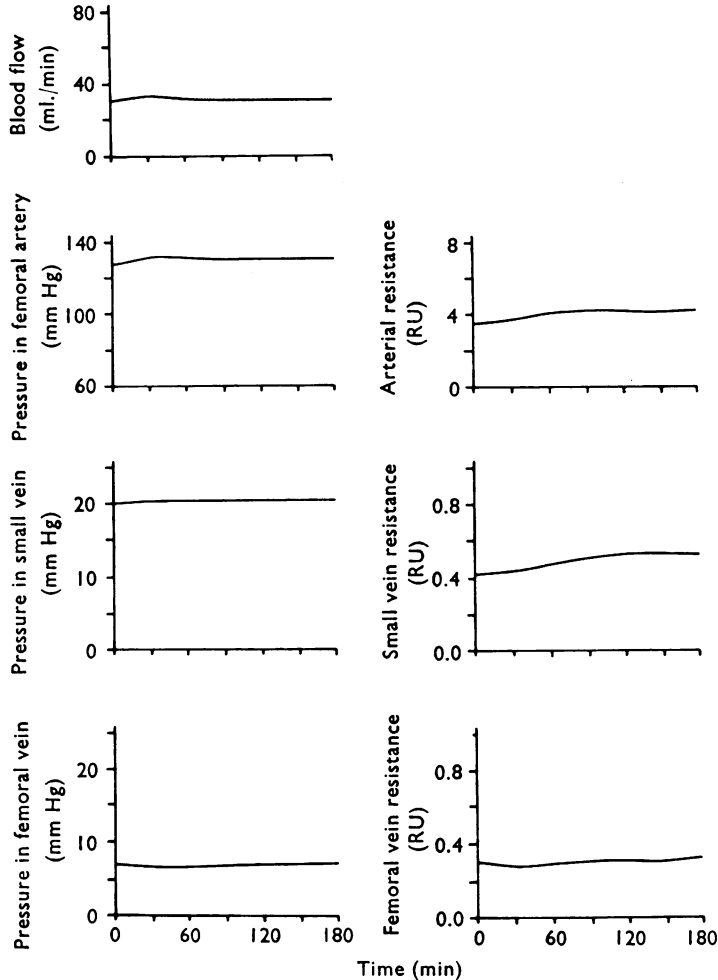 Blood flow
(ml./min)
80
40
0
Pressure in femoral artery
(mm Hg)
140
100
60
Arterial resistance
(RU)
8
4
0
Pressure in small vein
(mm Hg)
20
10
0
Small vein resistance
(RU)
0.8
0.4
0.0
Pressure in femoral vein
(mm Hg)
20
10
0
0 60 120 180
Femoral vein resistance
(RU)
0.8
0.4
0.0
0 60 120 180
Time (min)